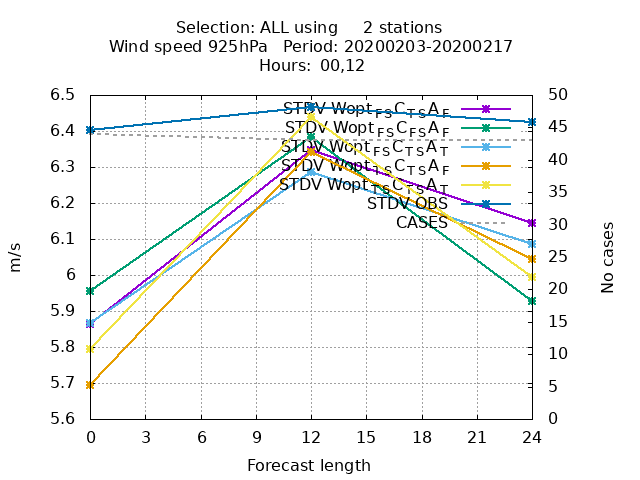 Selection: ALL using 2 stations
Wind speed 925hPa Period: 20200203-20200217
Hours: 00,12
6.5 50
STDV Wopt_FS C_TS A_F
6.4 45
STDV Wopt_FS C_FS A_F
STDV Wopt_FS C_TS A_T
6.3 40
STDV Wopt_TS C_TS A_F
35
STDV Wopt_TS C_TS A_T
6.2
STDV OBS
CASES 30
6.1
25
m/s
No cases
6
20
5.9
15
5.8
10
5.7
5
5.6 0
0 3 6 9 12 15 18 21 24
Forecast length